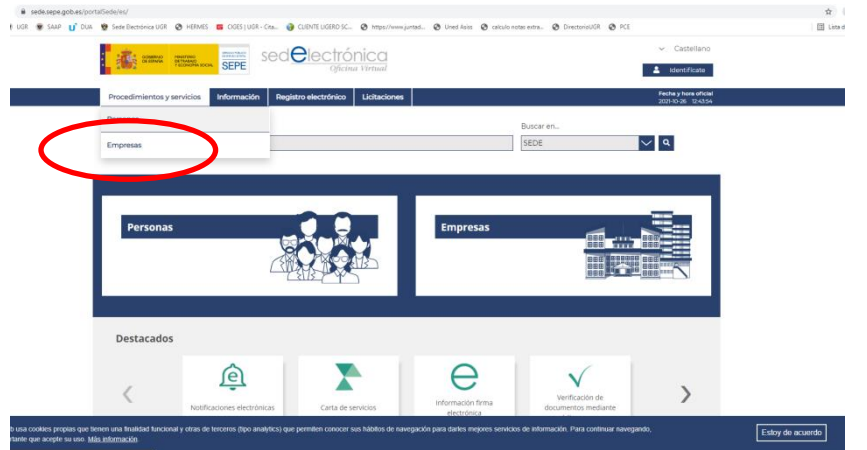 sede.sepe.gob.es/portalSede/es/
UGR SAAP DUA Sede Electrónica UGR HERMES CIGES | UGR - Cita... CLIENTE LIGERO SC... https://www.juntad... Uned Asiss calculo notas extra... DirectorioUGR PCE Lista d
GOBIERNO DE ESPAÑA
MINISTERIO DE TRABAJO Y ECONOMÍA SOCIAL
SEPE
sedElectrónica
Oficina Virtual
Castellano
Identifícate
Procedimientos y servicios Información Registro electrónico Licitaciones
Fecha y hora oficial
2021-10-26 12:43:54
Personas
Empresas
Buscar en...
SEDE
Personas
Empresas
Destacados
Notificaciones electrónicas
Carta de servicios
Información firma
electrónica
Verificación de
documentos mediante
b usa cookies propias que tienen una finalidad funcional y otras de terceros (tipo analytics) que permiten conocer sus hábitos de navegación para darles mejores servicios de información. Para continuar navegando,
rtante que acepte su uso. Más información.
Estoy de acuerdo